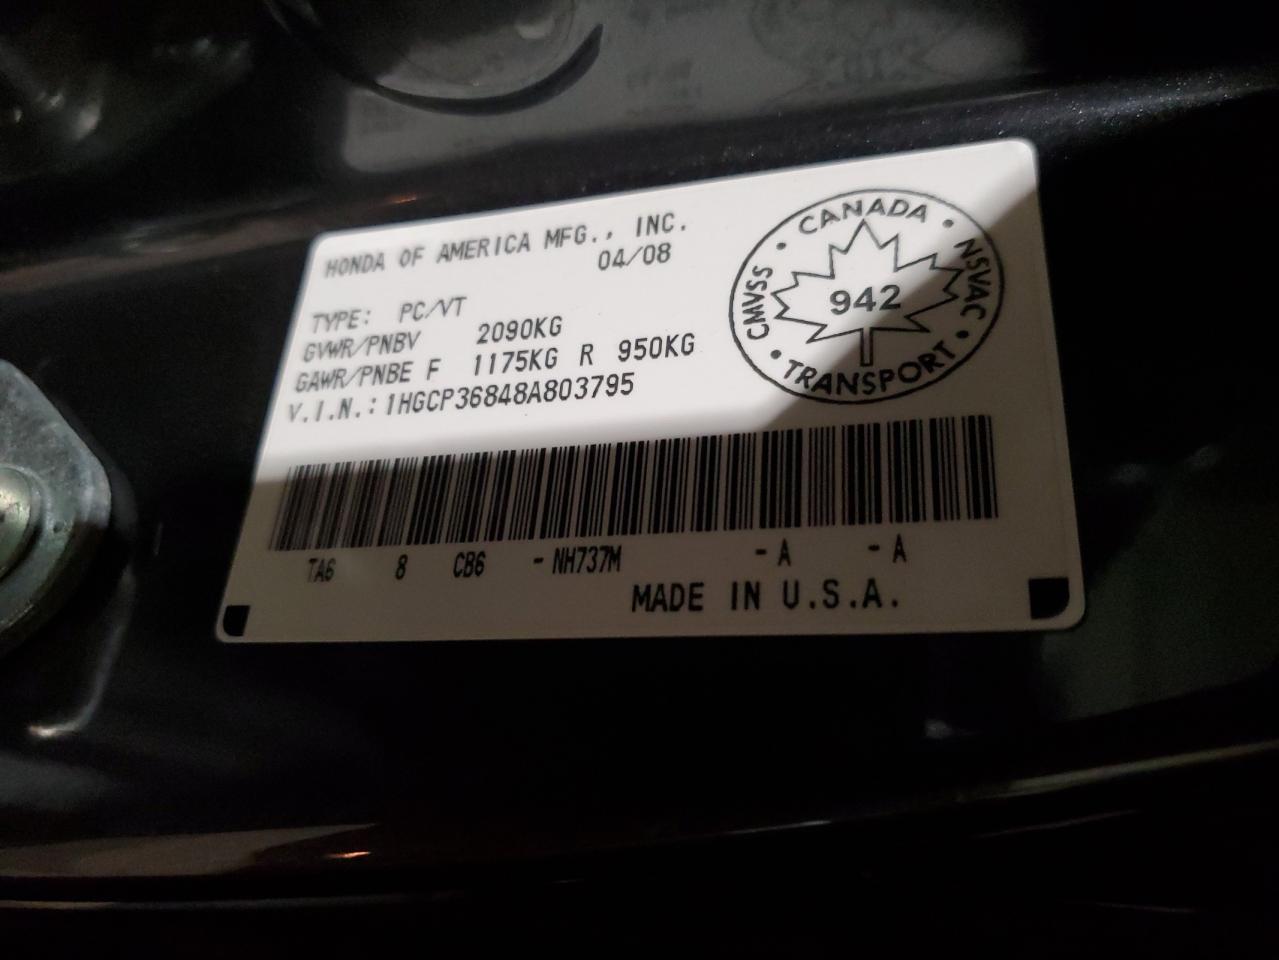 HONDA OF AMERICA MFG., INC.
04/08
TYPE: PC/VT
GVWR/PNBV 2090KG
GAWR/PNBE F 1175KG R 950KG
V.I.N.: 1HGCP36848A803795
CANADA
CMVSS
942
NSVAC
TRANSPORT
TA6 8 CB6 - NH737M - A - A
MADE IN U.S.A.